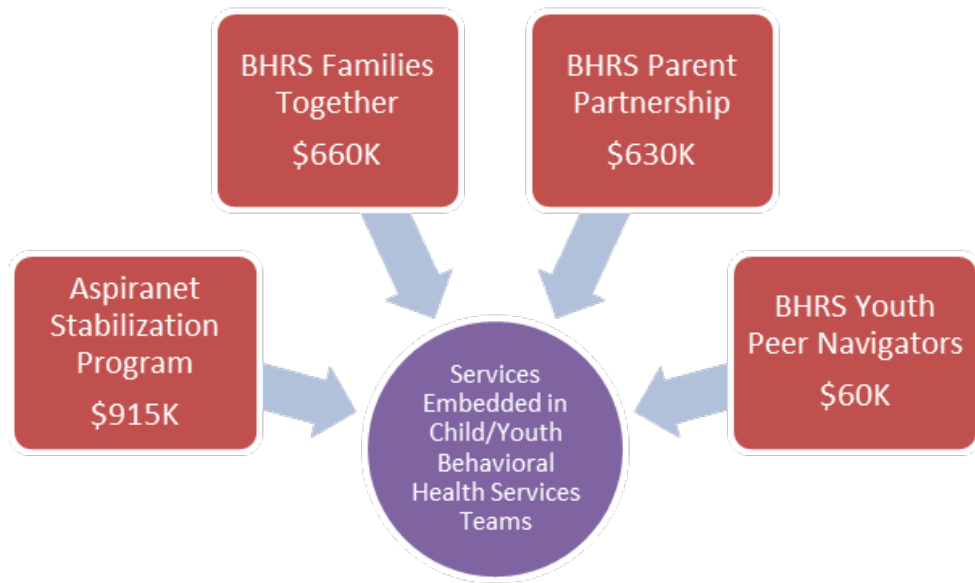 BHRS Families
Together
$660K
BHRS Parent
Partnership
$630K
Aspiranet
Stabilization
Program
$915K
BHRS Youth
Peer Navigators
$60K
Services
Embedded in
Child/Youth
Behavioral
Health Services
Teams